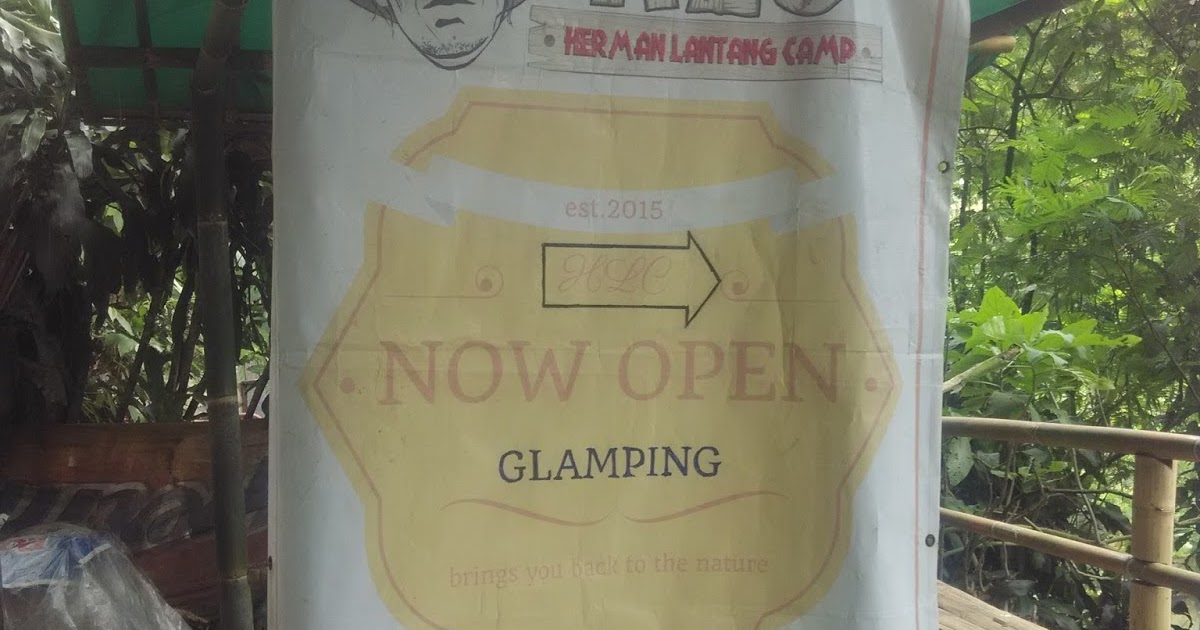 HERMAN LANTANG CAMP
est.2015
HLC
NOW OPEN
GLAMPING
brings you back to the nature